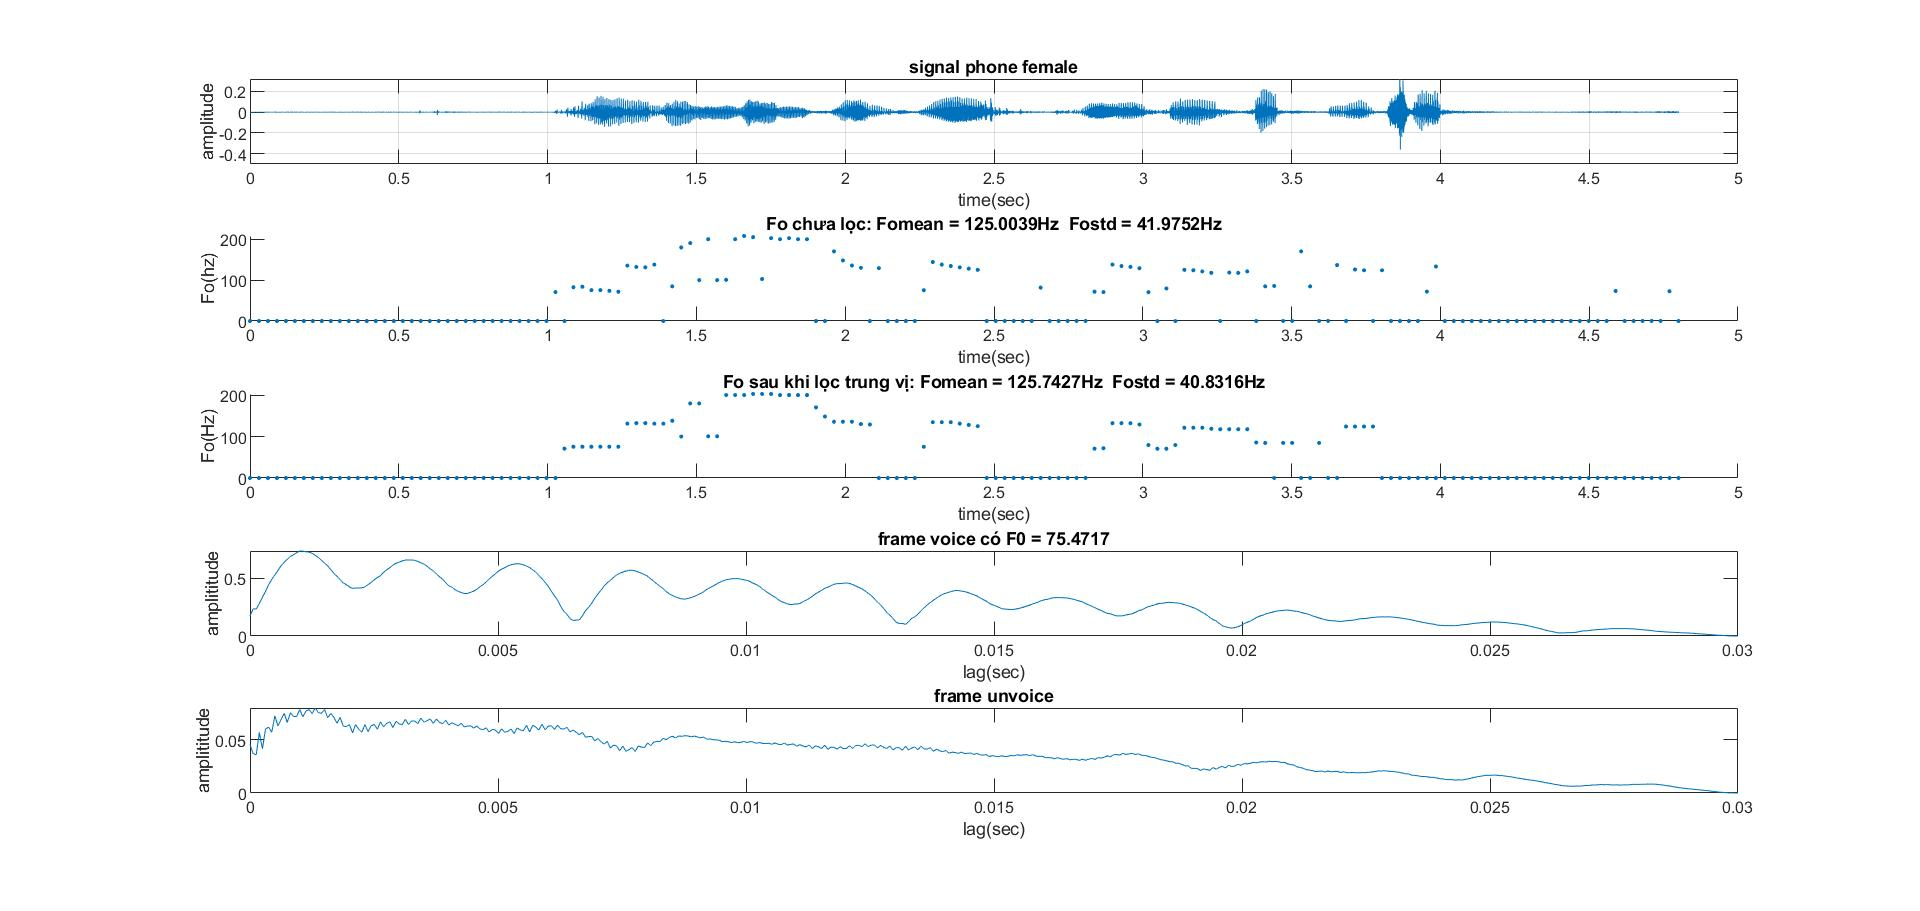 signal phone female
amplitude
0.2
0
-0.2
-0.4
0 0.5 1 1.5 2 2.5 3 3.5 4 4.5 5
time(sec)
Fo chưa lọc: Fomean = 125.0039Hz Fostd = 41.9752Hz
Fo(hz)
200
100
0
0 0.5 1 1.5 2 2.5 3 3.5 4 4.5 5
time(sec)
Fo sau khi lọc trung vị: Fomean = 125.7427Hz Fostd = 40.8316Hz
Fo(Hz)
200
100
0
0 0.5 1 1.5 2 2.5 3 3.5 4 4.5 5
time(sec)
frame voice có F0 = 75.4717
amplititude
0.5
0
0 0.005 0.01 0.015 0.02 0.025 0.03
lag(sec)
frame unvoice
amplititude
0.05
0
0 0.005 0.01 0.015 0.02 0.025 0.03
lag(sec)